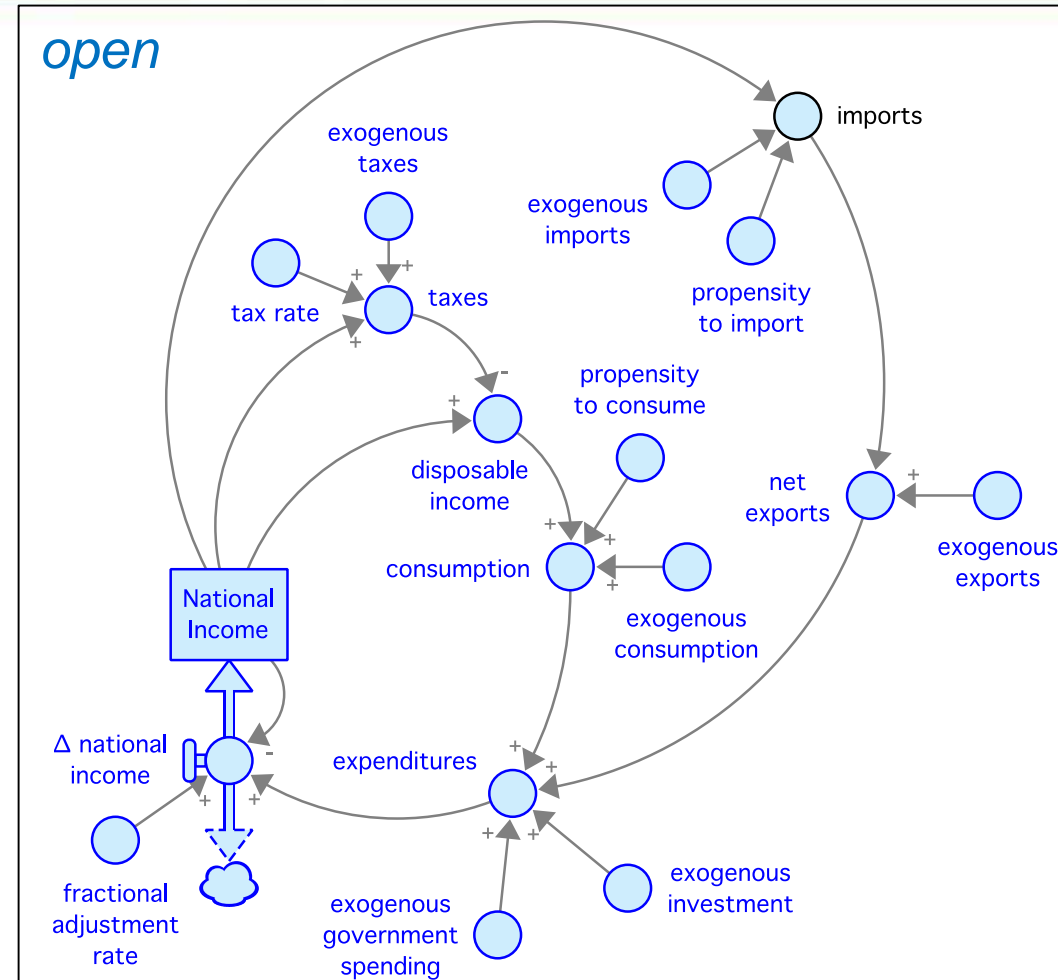 open
imports
exogenous
taxes
exogenous
imports
propensity
to import
tax rate
taxes
+
+
+
propensity
to consume
-
+
disposable
income
net
exports
+
exogenous
exports
consumption
+
+
+
exogenous
consumption
National
Income
Δ national
income
-
+
+
expenditures
+
+
+
+
fractional
adjustment
rate
exogenous
government
spending
exogenous
investment